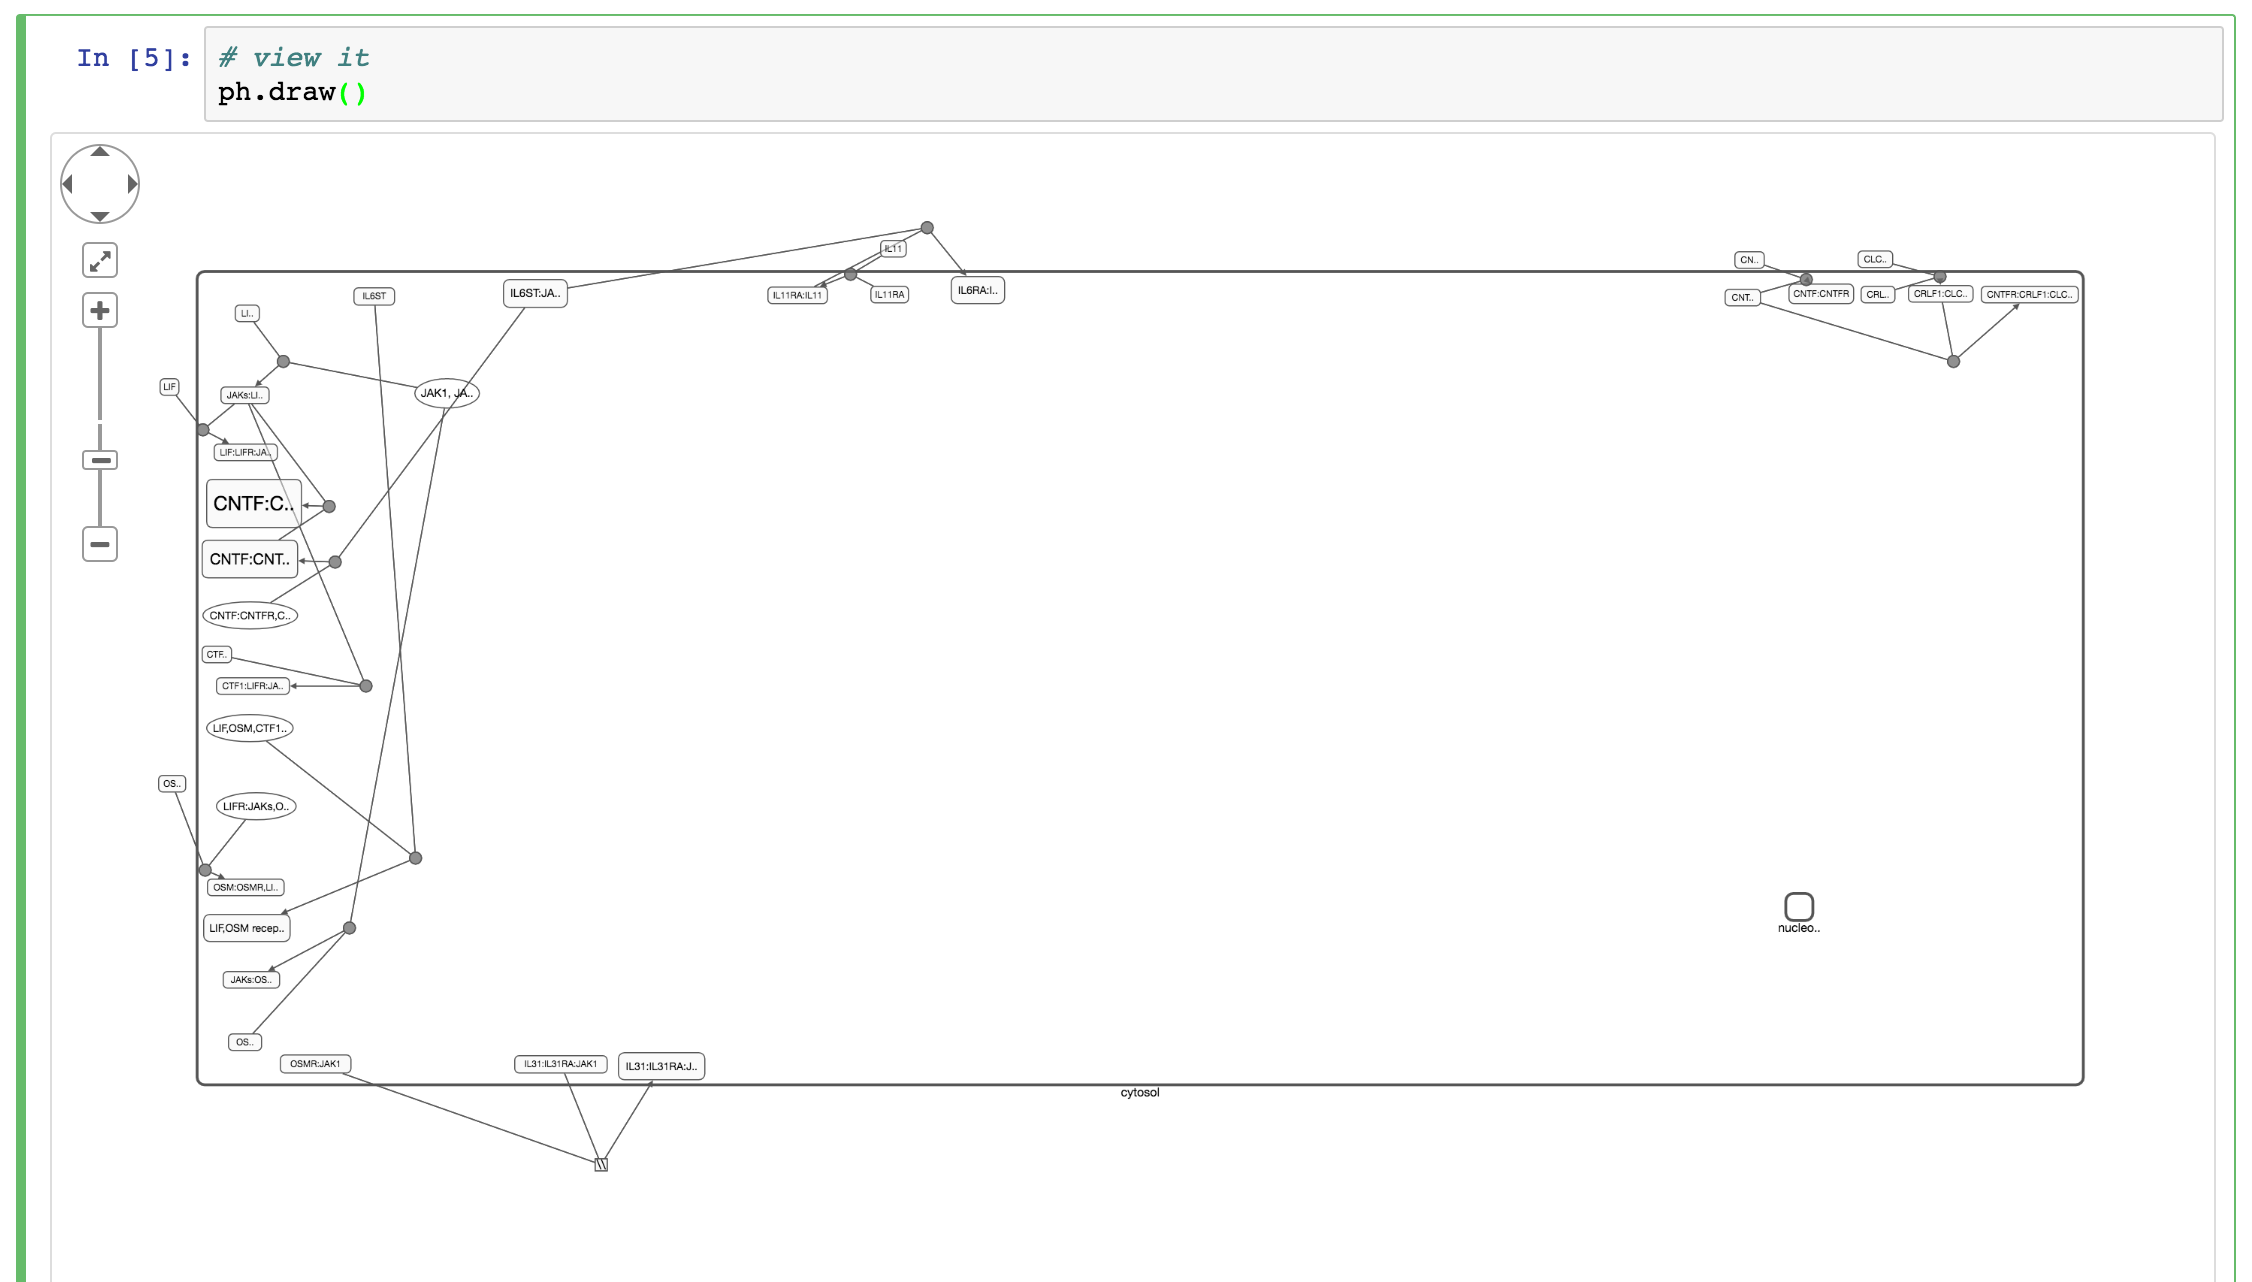 In [5]:
# view it
ph.draw()
IL11
CN..
CLC..
IL6ST
IL6ST:JA..
IL11RA:IL11
IL11RA
IL6RA:I..
CNT..
CNTF:CNTFR
CRL..
CRLF1:CLC..
CNTFR:CRLF1:CLC..
LI..
LIF
JAKs:LI..
JAK1, JA..
LIF:LIFR:JA..
CNTF:C..
CNTF:CNT..
CNTF:CNTFR,C..
CTF..
CTF1:LIFR:JA..
LIF,OSM,CTF1..
OS..
LIFR:JAKs,O..
OSM:OSMR,LI..
LIF,OSM recep..
nucleo..
JAKs:OS..
OS..
OSMR:JAK1
IL31:IL31RA:JAK1
IL31:IL31RA:J..
cytosol